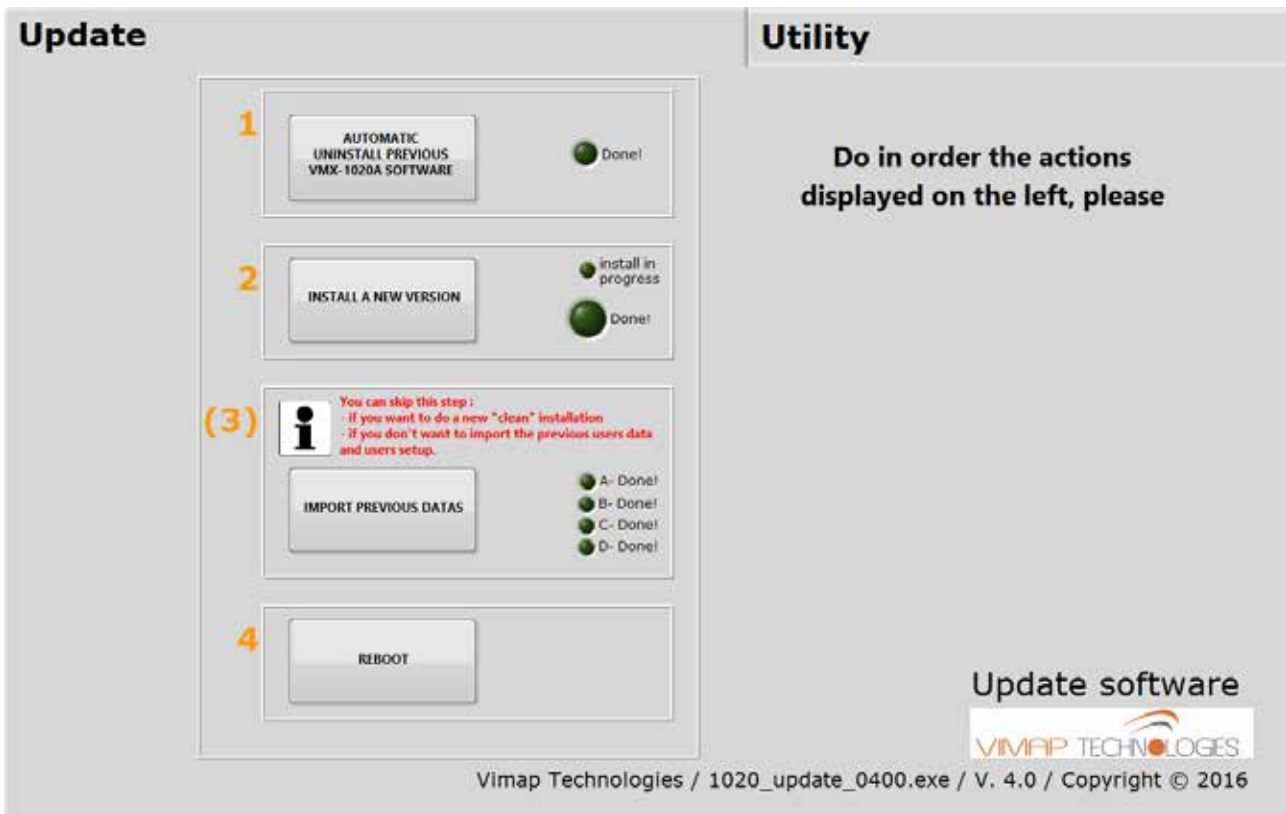 Update
Utility
1
AUTOMATIC
UNINSTALL PREVIOUS
VMX-1020A SOFTWARE
Done!
Do in order the actions
displayed on the left, please
2
INSTALL A NEW VERSION
install in
progress
Done!
(3)
i
You can skip this step :
- if you want to do a new "clean" installation
- if you don't want to import the previous users data
and users setup.
IMPORT PREVIOUS DATAS
A- Done!
B- Done!
C- Done!
D- Done!
4
REBOOT
Update software
VIMAP TECHNOLOGIES
Vimap Technologies / 1020_update_0400.exe / V. 4.0 / Copyright © 2016